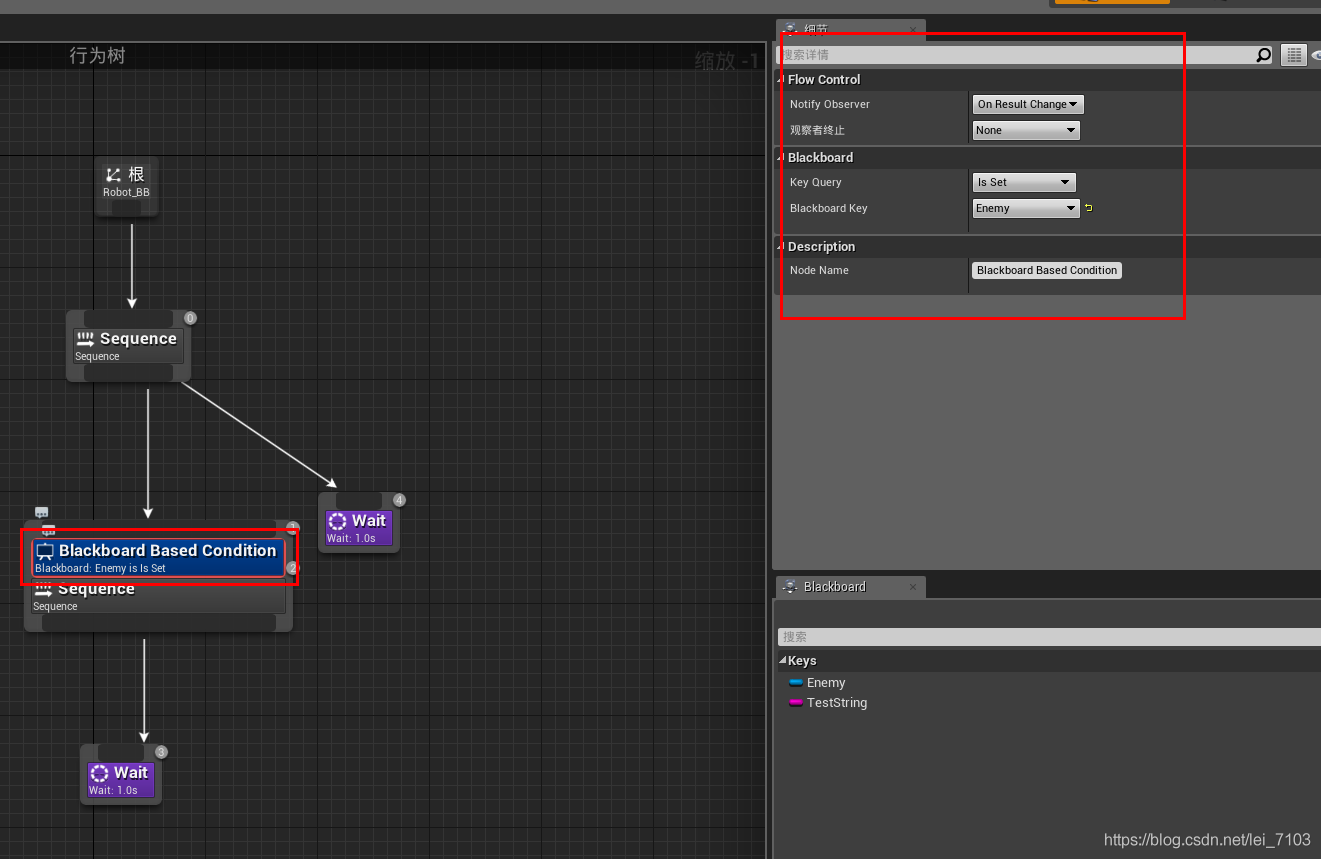 行为树
缩放 -1
根
Robot_BB
0
Sequence
Sequence
4
Wait
Wait: 1.0s
1
Blackboard Based Condition
Blackboard: Enemy is Is Set
2
Sequence
Sequence
3
Wait
Wait: 1.0s
细节
搜索详情
Flow Control
Notify Observer
On Result Change
观察者终止
None
Blackboard
Key Query
Is Set
Blackboard Key
Enemy
Description
Node Name
Blackboard Based Condition
Blackboard
搜索
Keys
Enemy
TestString
https://blog.csdn.net/lei_7103